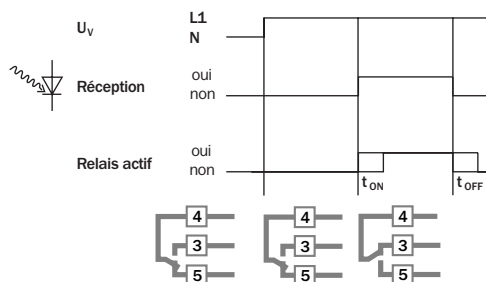 U_V L1
N
Réception oui
non
Relais actif oui
non
t_ON t_OFF
4 4 4
3 3 3
5 5 5